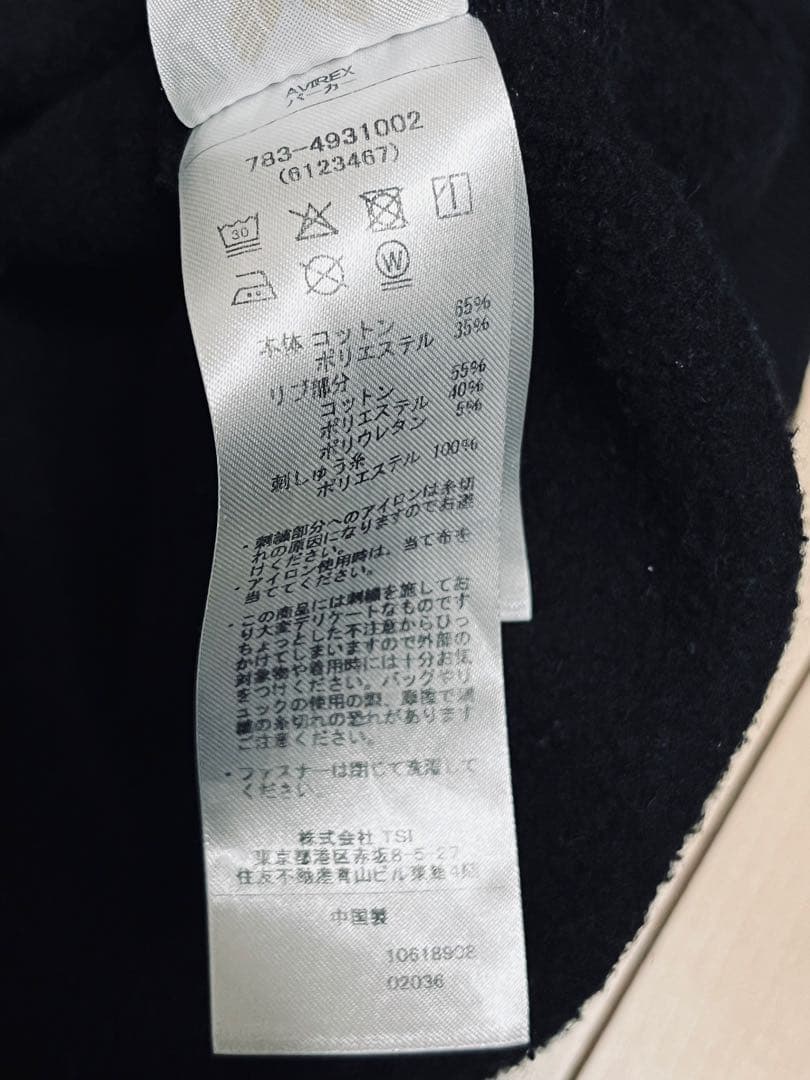 AVIREX
パーカー
783-4931002
(6123467)
30
W
本体 コットン 65%
ポリエステル 35%
リブ部分
コットン 55%
ポリエステル 40%
ポリウレタン 5%
刺しゅう糸
ポリエステル 100%
・刺繍部分へのアイロンは糸切
れの原因になりますのでお避
けください。
・アイロン使用時は、当て布を
当ててください。
・この商品には刺繍を施してお
り大変デリケートなものです
ちょっとした不注意からひっ
かけてしまいますので外部の
対象物や着用時には十分お気
をつけください。バッグやリ
ュックの使用の際、摩擦で刺
繍の糸切れの恐れがあります
ご注意ください。
・ファスナーは閉じて洗濯して
ください。
株式会社 TSI
東京都港区赤坂8-5-27
住友不動産青山ビル東館4階
中国製
10618908
02036